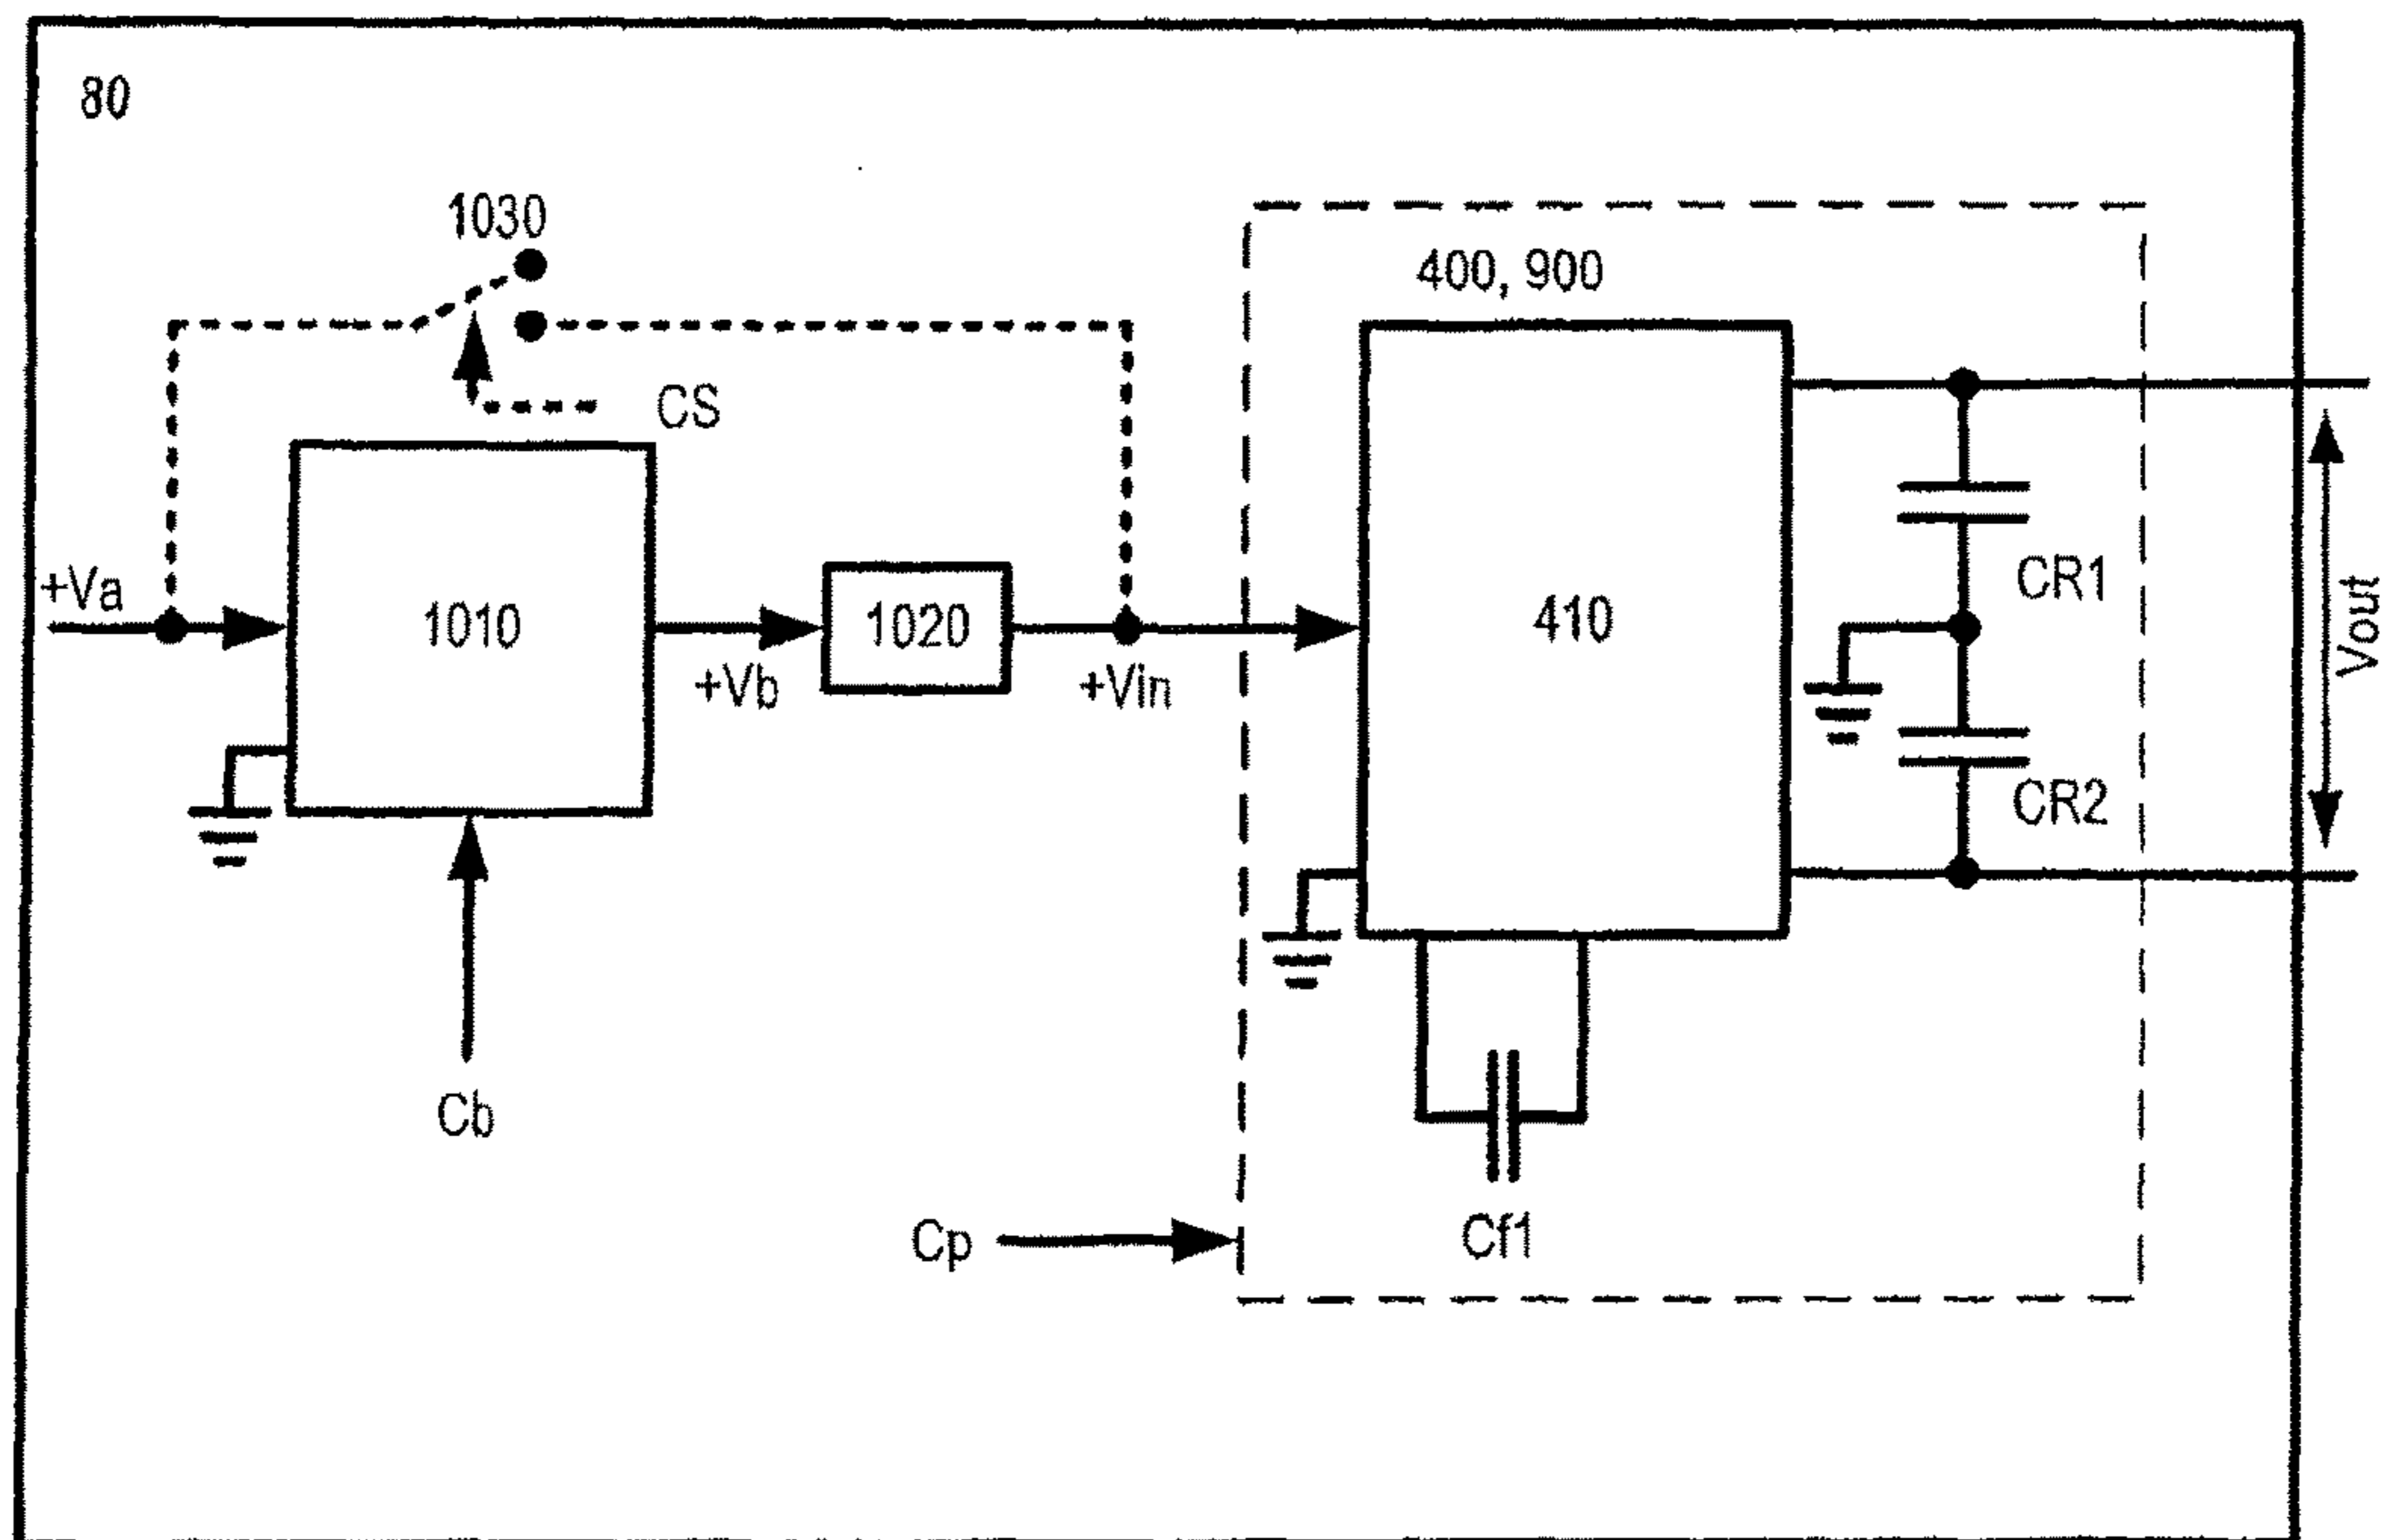 80
1030
400, 900
CS
+Va
1010
+Vb
1020
+Vin
410
CR1
CR2
Vout
Cb
Cp
Cf1